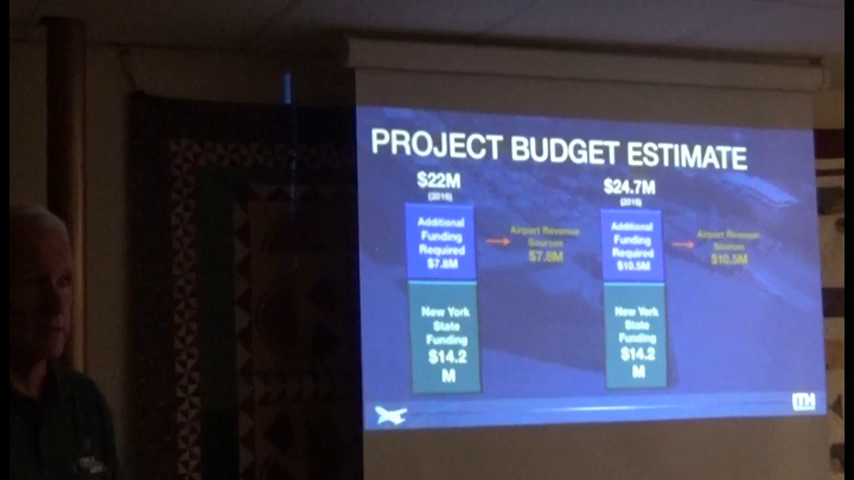 PROJECT BUDGET ESTIMATE
$22M
(2016)
Additional
Funding
Required
$7.8M
Airport Revenue
Sources
$7.8M
New York
State
Funding
$14.2
M
$24.7M
Additional
Funding
Required
$10.5M
Airport Revenue
Sources
$10.5M
New York
State
Funding
$14.2
M